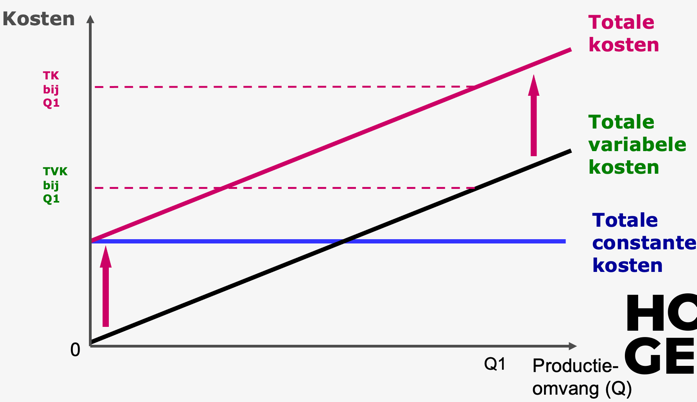 Kosten
Totale
kosten
TK
bij
Q1
Totale
variabele
kosten
TVK
bij
Q1
Totale
constante
kosten
HO
GE
0
Q1
Productie-
omvang (Q)